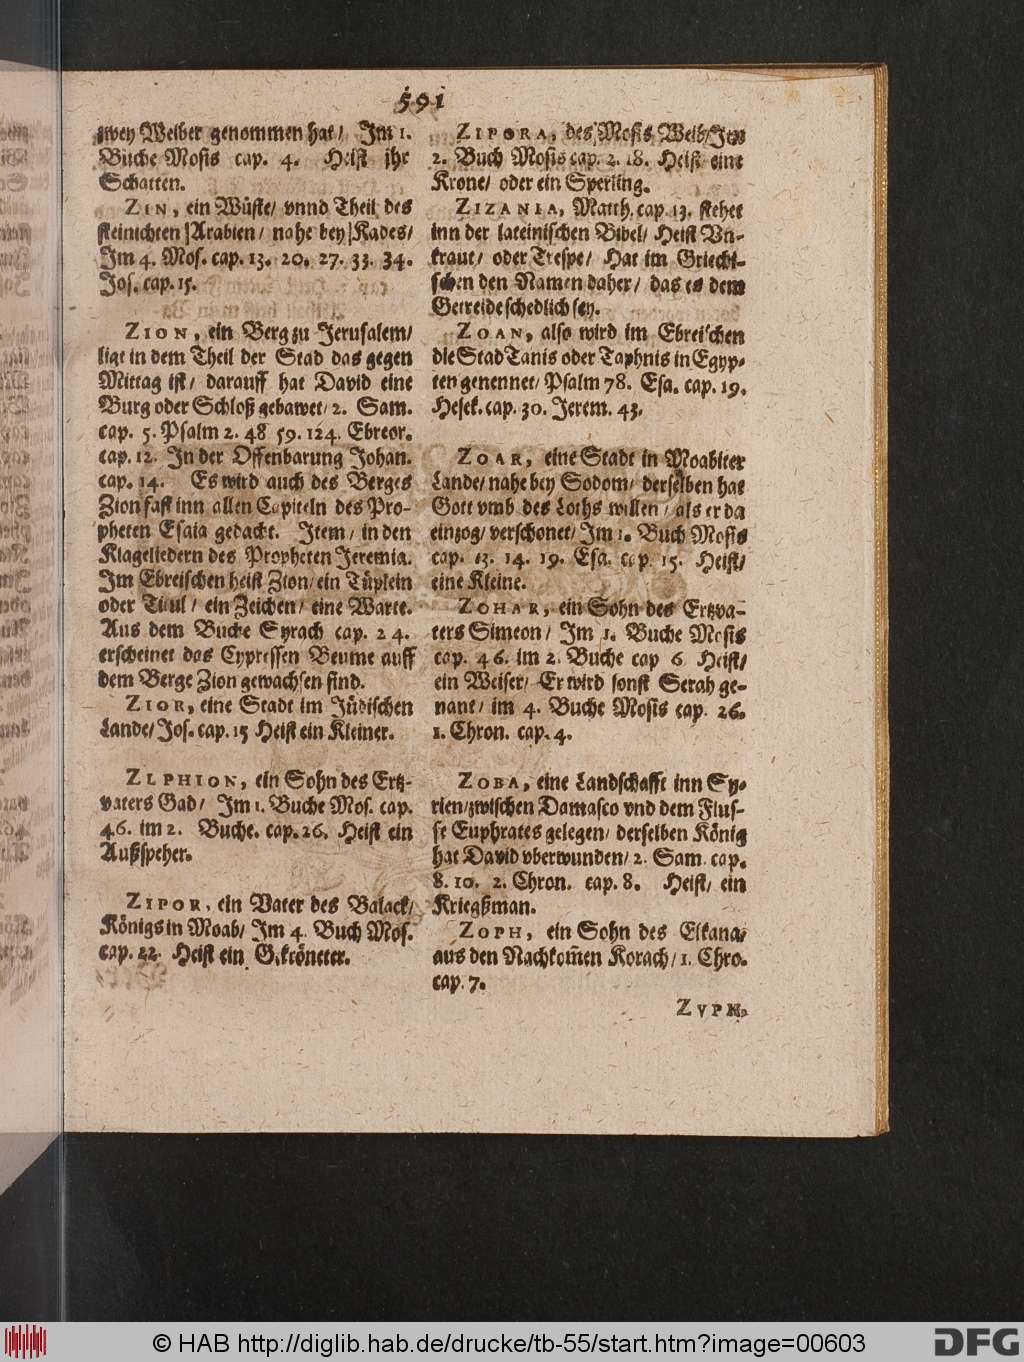 591
zwey Weiber genommen hat/ Im 1.
Buche Mosis cap. 4. Heist ihr
Schatten.
ZIN, ein Wüste/ vnnd Theil des
steinichten Arabien/ nahe bey Kades/
Im 4. Mos. cap. 13. 20. 27. 33. 34.
Jos. cap. 15.
ZION, ein Berg zu Jerusalem/
ligt in dem Theil der Stad das gegen
Mittag ist/ darauff hat David eine
Burg oder Schloß gebawet/ 2. Sam.
cap. 5. Psalm 2. 48 59. 124. Ebreor.
cap. 12. In der Offenbarung Johan.
cap. 14. Es wird auch des Berges
Zion fast inn allen Capiteln des Pro-
pheten Esaia gedacht. Item/ in den
Klageliedern des Propheten Jeremia.
Im Ebreischen heist Zion/ ein Tüplein
oder Titul/ ein Zeichen/ eine Warte.
Aus dem Buche Syrach cap. 24.
erscheinet das Cypressen Beume auff
dem Berge Zion gewachsen sind.
ZIOR, eine Stadt im Jüdischen
Lande/ Jos. cap. 15 Heist ein Kleiner.
ZLPHION, ein Sohn des Ertz-
vaters Gad/ Im 1. Buche Mos. cap.
46. im 2. Buche. cap. 26. Heist ein
Außspeher.
ZIPOR, ein Vater des Balack/
Königs in Moab/ Im 4. Buch Mos.
cap. 22. Heist ein Gekröneter.
ZIPORA, des Mosis Weib/ Im
2. Buch Mosis cap. 2. 18. Heist eine
Krone/ oder ein Sperling.
ZIZANIA, Matth. cap. 13. stehet
inn der lateinischen Bibel/ Heist Vn-
kraut/ oder Trespe/ Hat im Griechi-
schen den Namen daher/ das es dem
Getreide schedlich sey.
ZOAN, also wird im Ebreischen
die Stad Tanis oder Taphnis in Egyp-
ten genennet/ Psalm 78. Esa. cap. 19.
Hesek. cap. 30. Jerem. 43.
ZOAR, eine Stadt in Moabiter
Lande/ nahe bey Sodom/ derselben hat
Gott vmb des Loths willen/ als er da
einzog/ verschonet/ Im 1. Buch Mosis
cap. 13. 14. 19. Esa. cap. 15. Heist/
eine Kleine.
ZOHAR, ein Sohn des Ertzva-
ters Simeon/ Im 1. Buche Mosis
cap. 46. im 2. Buche cap 6 Heist/
ein Weiser/ Er wird sonst Serah ge-
nant/ im 4. Buche Mosis cap. 26.
1. Chron. cap. 4.
ZOBA, eine Landschafft inn Sy-
rien/ zwischen Damasco vnd dem Flus-
se Euphrates gelegen/ derselben König
hat David vberwunden/ 2. Sam. cap.
8. 10. 2. Chron. cap. 8. Heist/ ein
Kriegßman.
ZOPH, ein Sohn des Elkana/
aus den Nachkom̃en Korach/ 1. Chro.
cap. 7.
ZVPH,
© HAB http://diglib.hab.de/drucke/tb-55/start.htm?image=00603
DFG